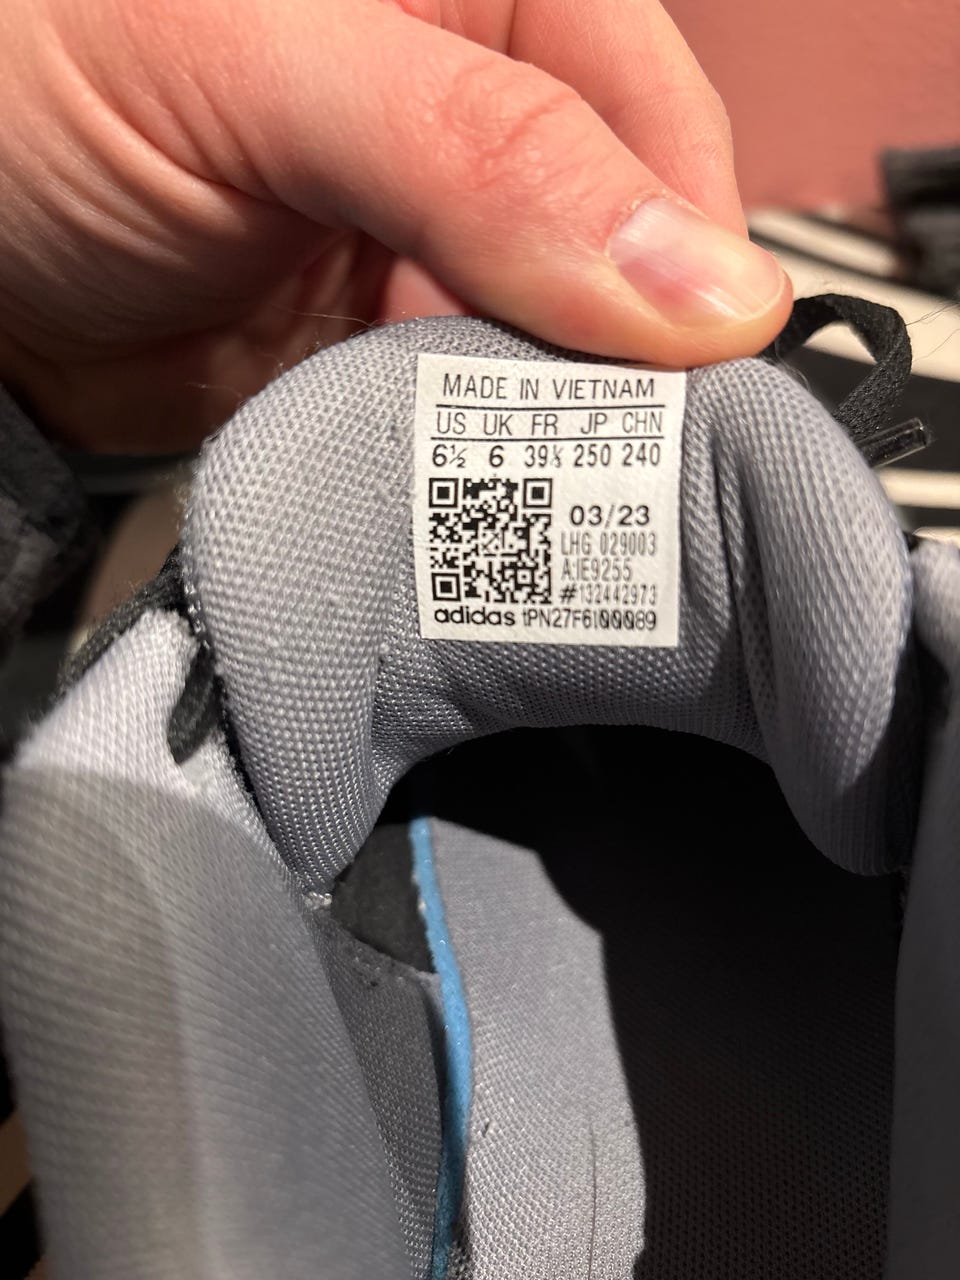 MADE IN VIETNAM
US UK FR JP CHN
6½ 6 39⅓ 250 240
03/23
LHG 029003
A:IE9255
#132442973
adidas 1PN27F6I00089